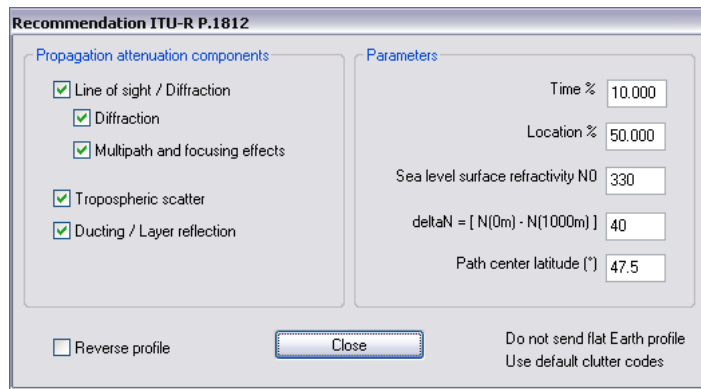 Recommendation ITU-R P.1812
Propagation attenuation components
Line of sight / Diffraction
Diffraction
Multipath and focusing effects
Tropospheric scatter
Ducting / Layer reflection
Parameters
Time % 10.000
Location % 50.000
Sea level surface refractivity N0 330
deltaN = [ N(0m) - N(1000m) ] 40
Path center latitude (°) 47.5
Reverse profile
Close
Do not send flat Earth profile
Use default clutter codes